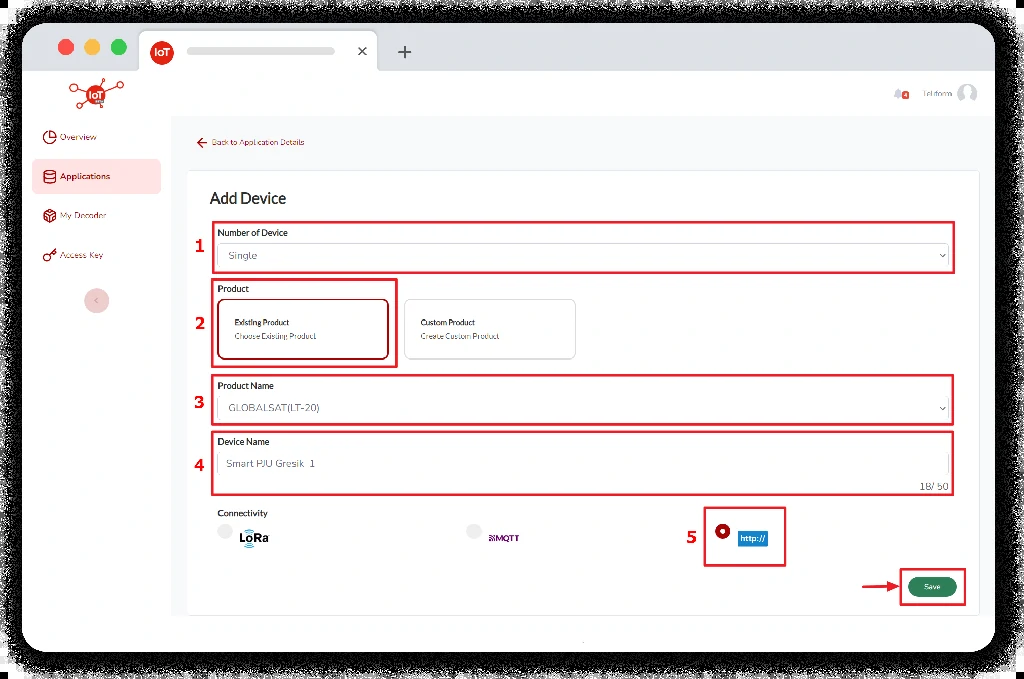 IoT
IoT
4
Overview
Applications
My Decoder
Access Key
Back to Application Details
Add Device
1
Number of Device
Single
2
Product
Existing Product
Choose Existing Product
Custom Product
Create Custom Product
3
Product Name
GLOBALSAT(LT-20)
4
Device Name
Smart PJU Gresik 1
18/ 50
Connectivity
LoRa
MQTT
5
http://
Save